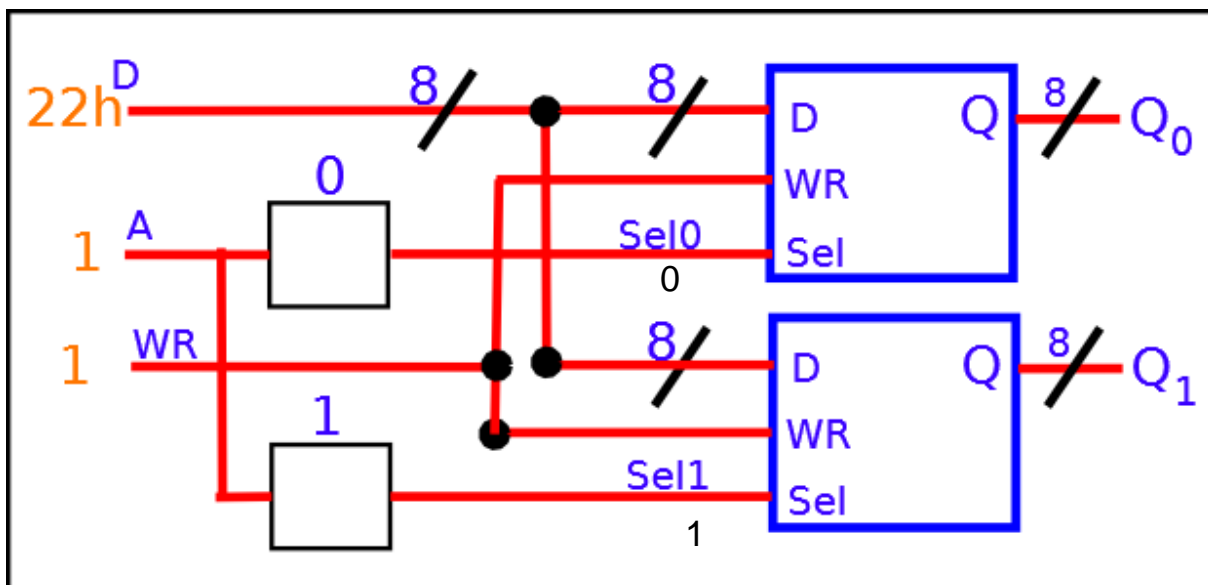 D 8 8 8
22h D Q Q0
0 WR
A Sel0
1 0 Sel
WR 8 8
1 D Q Q1
1 WR
Sel1 Sel
1